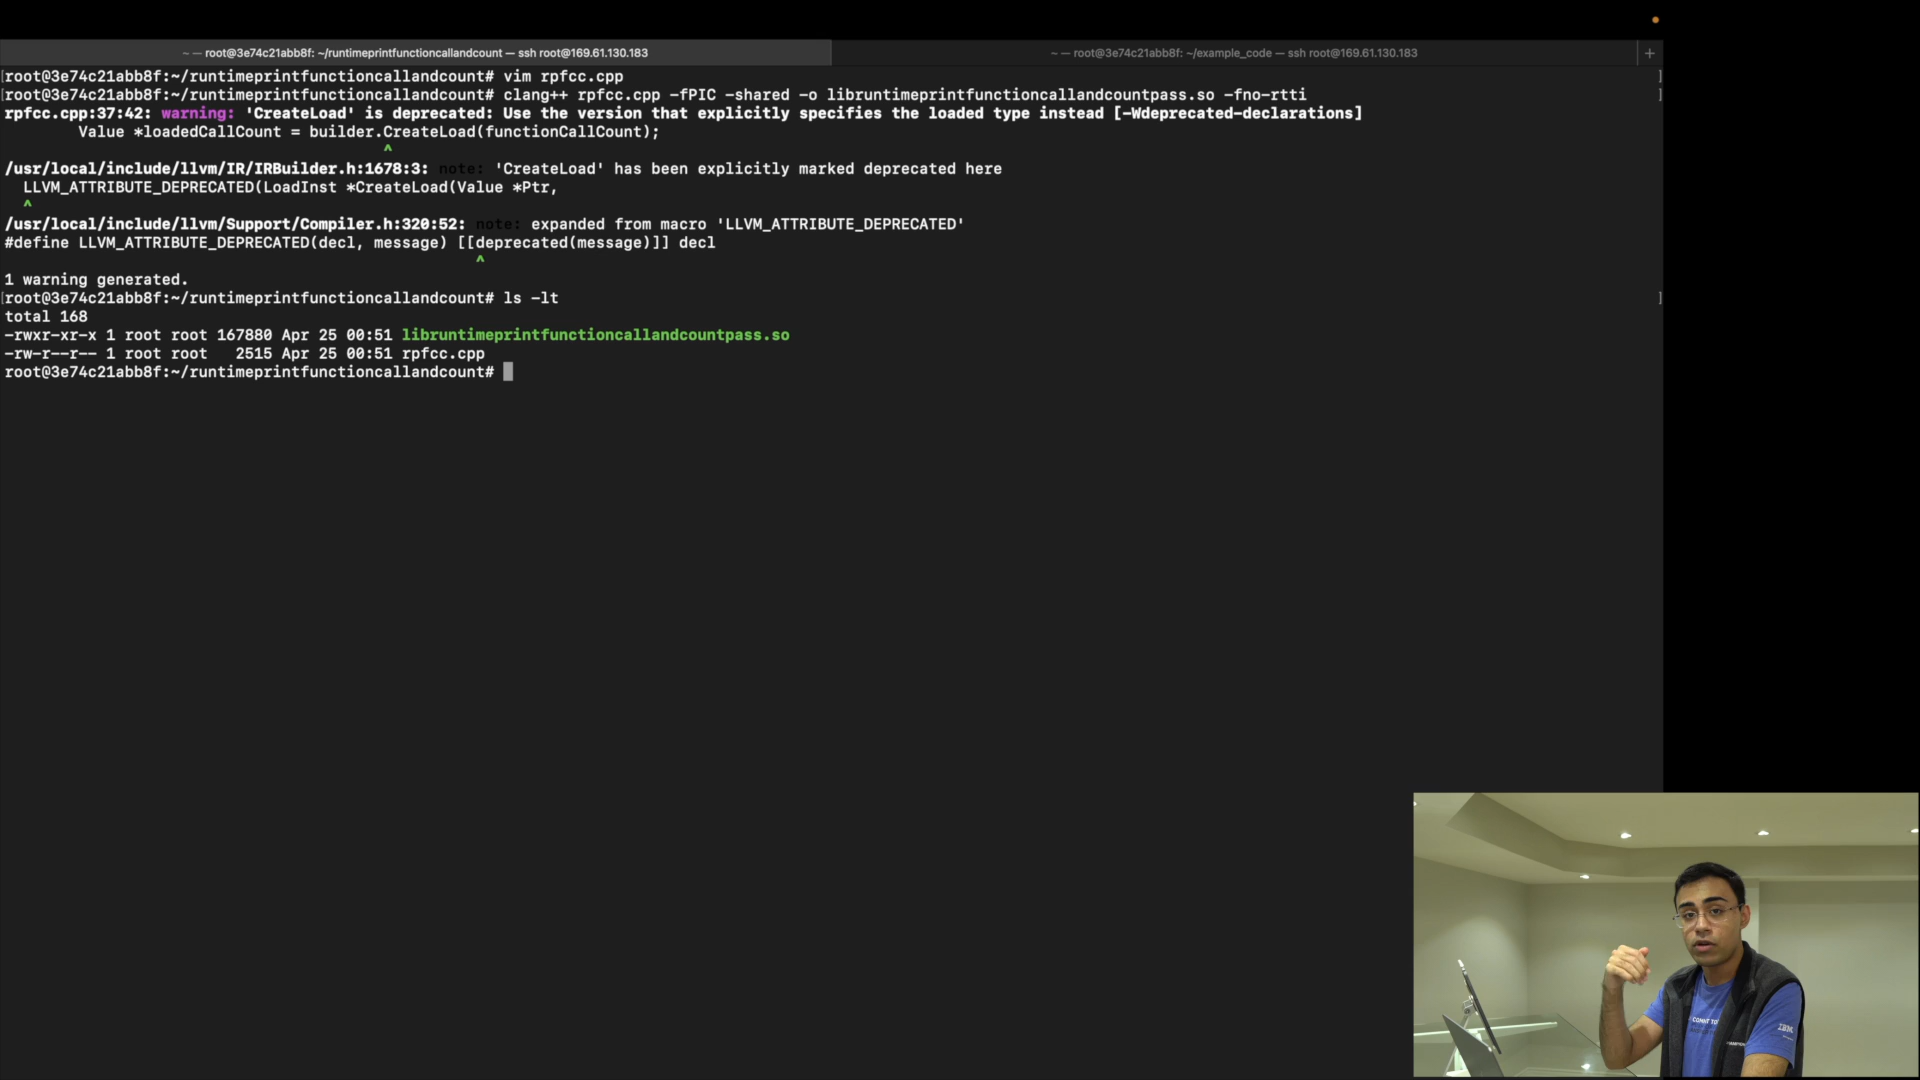 ~ — root@3e74c21abb8f: ~/runtimeprintfunctioncallandcount — ssh root@169.61.130.183
~ — root@3e74c21abb8f: ~/example_code — ssh root@169.61.130.183
+
[root@3e74c21abb8f:~/runtimeprintfunctioncallandcount# vim rpfcc.cpp ]
[root@3e74c21abb8f:~/runtimeprintfunctioncallandcount# clang++ rpfcc.cpp -fPIC -shared -o libruntimeprintfunctioncallandcountpass.so -fno-rtti ]
rpfcc.cpp:37:42: warning: 'CreateLoad' is deprecated: Use the version that explicitly specifies the loaded type instead [-Wdeprecated-declarations]
Value *loadedCallCount = builder.CreateLoad(functionCallCount);
^
/usr/local/include/llvm/IR/IRBuilder.h:1678:3: note: 'CreateLoad' has been explicitly marked deprecated here
LLVM_ATTRIBUTE_DEPRECATED(LoadInst *CreateLoad(Value *Ptr,
^
/usr/local/include/llvm/Support/Compiler.h:320:52: note: expanded from macro 'LLVM_ATTRIBUTE_DEPRECATED'
#define LLVM_ATTRIBUTE_DEPRECATED(decl, message) [[deprecated(message)]] decl
^
1 warning generated.
[root@3e74c21abb8f:~/runtimeprintfunctioncallandcount# ls -lt ]
total 168
-rwxr-xr-x 1 root root 167880 Apr 25 00:51 libruntimeprintfunctioncallandcountpass.so
-rw-r--r-- 1 root root   2515 Apr 25 00:51 rpfcc.cpp
root@3e74c21abb8f:~/runtimeprintfunctioncallandcount#
COMMIT TO
IBM